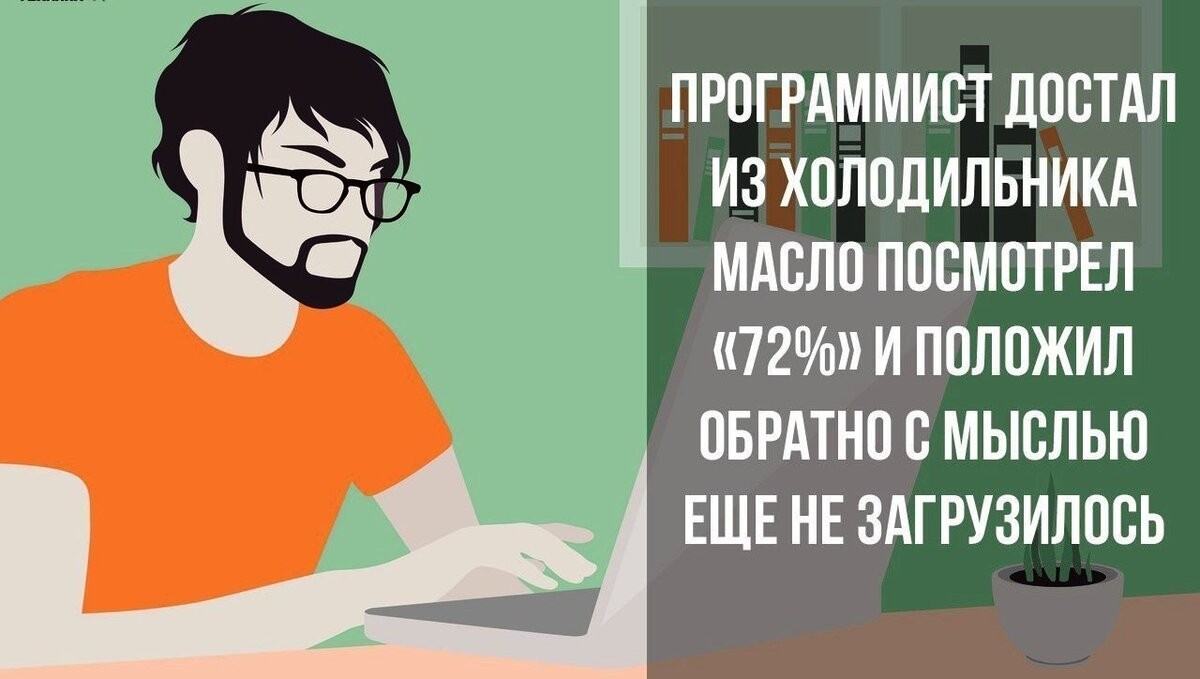 ПРОГРАММИСТ ДОСТАЛ
ИЗ ХОЛОДИЛЬНИКА
МАСЛО ПОСМОТРЕЛ
«72%» И ПОЛОЖИЛ
ОБРАТНО С МЫСЛЬЮ
ЕЩЕ НЕ ЗАГРУЗИЛОСЬ